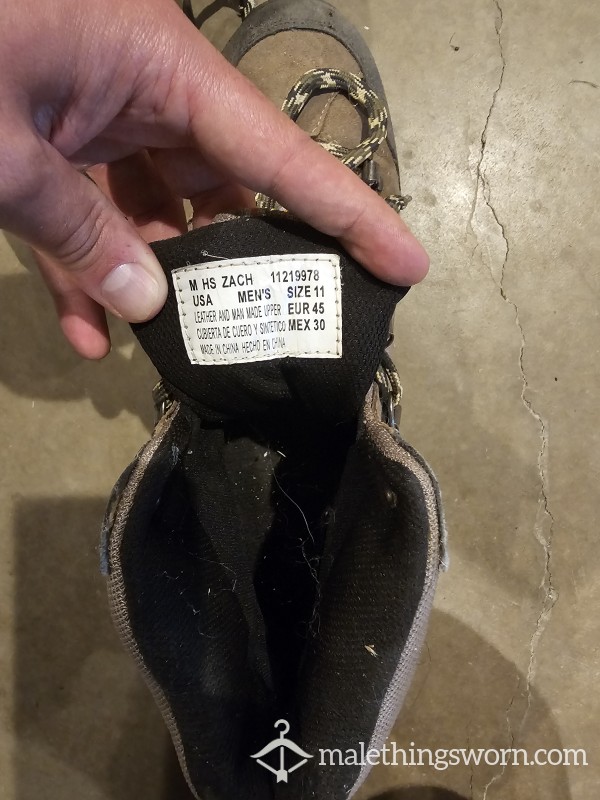 M HS ZACH 11219978
USA MEN'S SIZE 11
LEATHER AND MAN MADE UPPER EUR 45
CUBIERTA DE CUERO Y SINTETICO MEX 30
MADE IN CHINA HECHO EN CHINA
malethingsworn.com